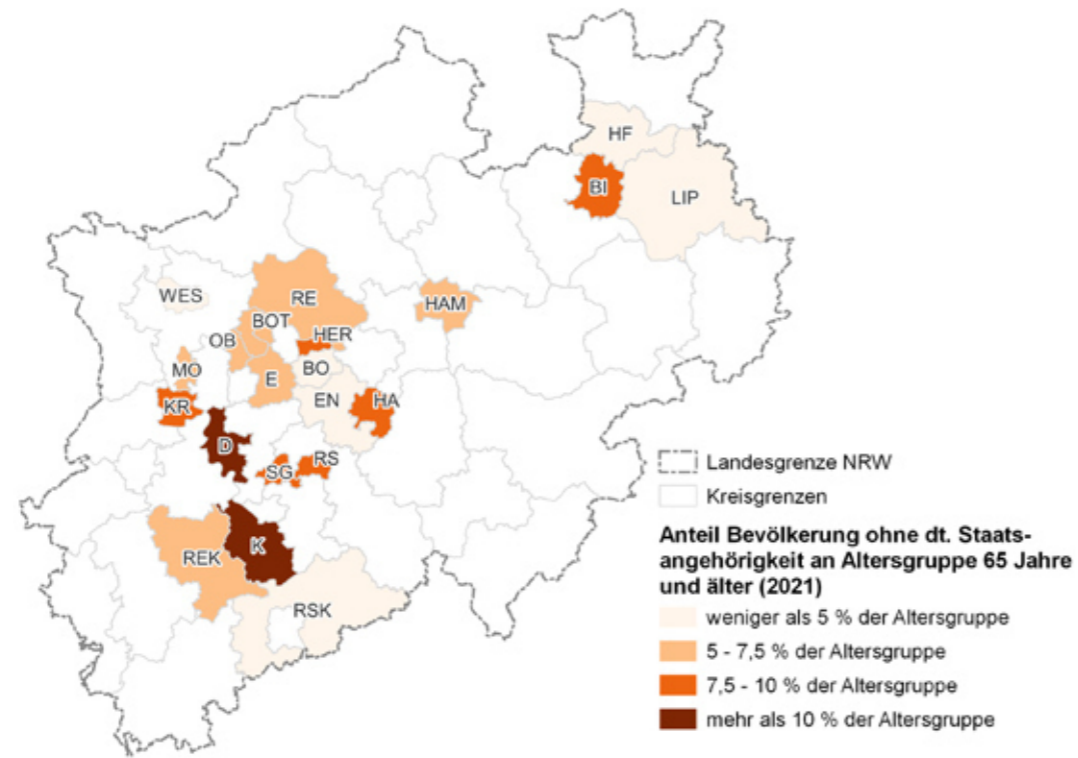 HF
BI
LIP
WES
RE
HAM
BOT
OB
HER
MO
E
BO
KR
EN
HA
D
SG
RS
K
REK
RSK
Landesgrenze NRW
Kreisgrenzen
Anteil Bevölkerung ohne dt. Staats-
angehörigkeit an Altersgruppe 65 Jahre
und älter (2021)
weniger als 5 % der Altersgruppe
5 - 7,5 % der Altersgruppe
7,5 - 10 % der Altersgruppe
mehr als 10 % der Altersgruppe